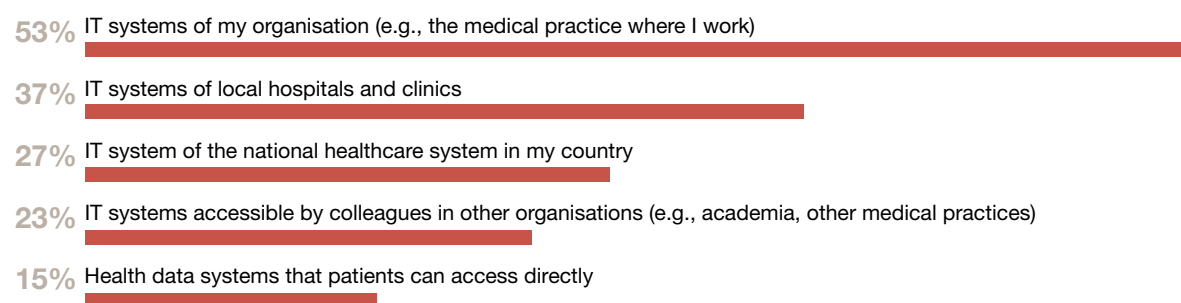 53% IT systems of my organisation (e.g., the medical practice where I work)
37% IT systems of local hospitals and clinics
27% IT system of the national healthcare system in my country
23% IT systems accessible by colleagues in other organisations (e.g., academia, other medical practices)
15% Health data systems that patients can access directly